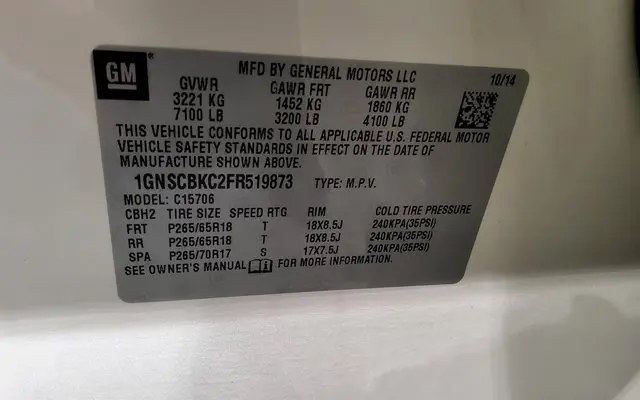 GM
MFD BY GENERAL MOTORS LLC 10/14
GVWR GAWR FRT GAWR RR
3221 KG 1452 KG 1860 KG
7100 LB 3200 LB 4100 LB
THIS VEHICLE CONFORMS TO ALL APPLICABLE U.S. FEDERAL MOTOR
VEHICLE SAFETY STANDARDS IN EFFECT ON THE DATE OF
MANUFACTURE SHOWN ABOVE.
1GNSCBKC2FR519873 TYPE: M.P.V.
MODEL: C15706
CBH2 TIRE SIZE SPEED RTG RIM COLD TIRE PRESSURE
FRT P265/65R18 T 18X8.5J 240KPA(35PSI)
RR P265/65R18 T 18X8.5J 240KPA(35PSI)
SPA P265/70R17 S 17X7.5J 240KPA(35PSI)
SEE OWNER'S MANUAL FOR MORE INFORMATION.